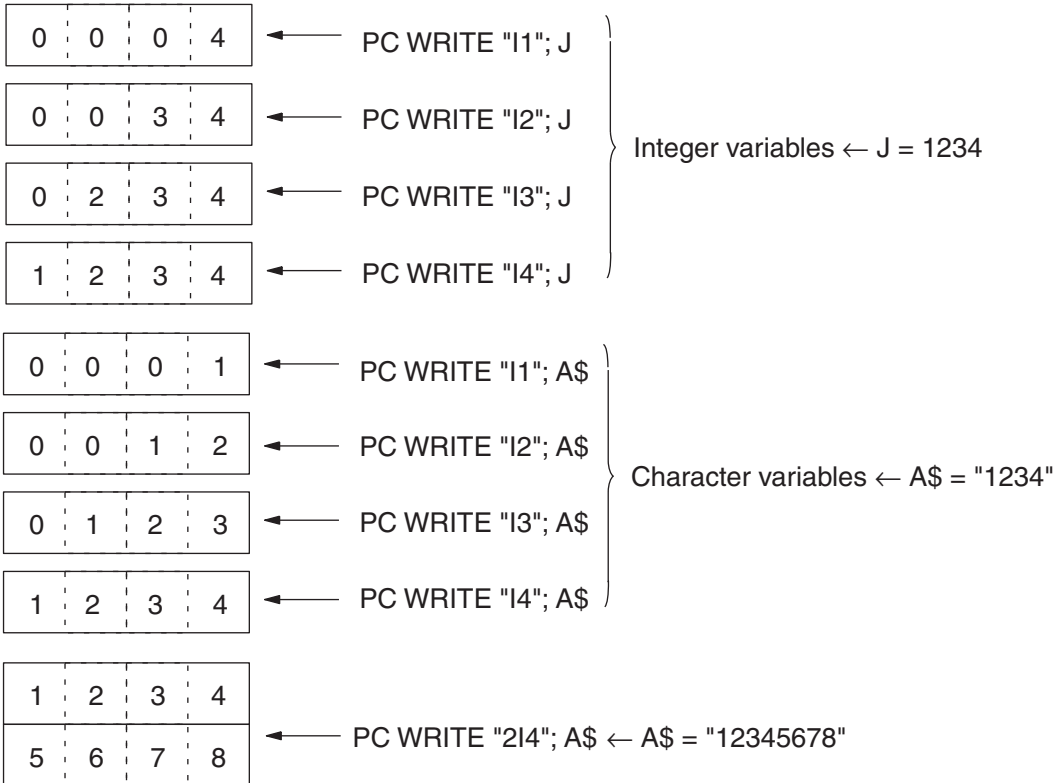 0 0 0 4 ← PC WRITE "I1"; J
0 0 3 4 ← PC WRITE "I2"; J
Integer variables ← J = 1234
0 2 3 4 ← PC WRITE "I3"; J
1 2 3 4 ← PC WRITE "I4"; J
0 0 0 1 ← PC WRITE "I1"; A$
0 0 1 2 ← PC WRITE "I2"; A$
Character variables ← A$ = "1234"
0 1 2 3 ← PC WRITE "I3"; A$
1 2 3 4 ← PC WRITE "I4"; A$
1 2 3 4
5 6 7 8 ← PC WRITE "2I4"; A$ ← A$ = "12345678"